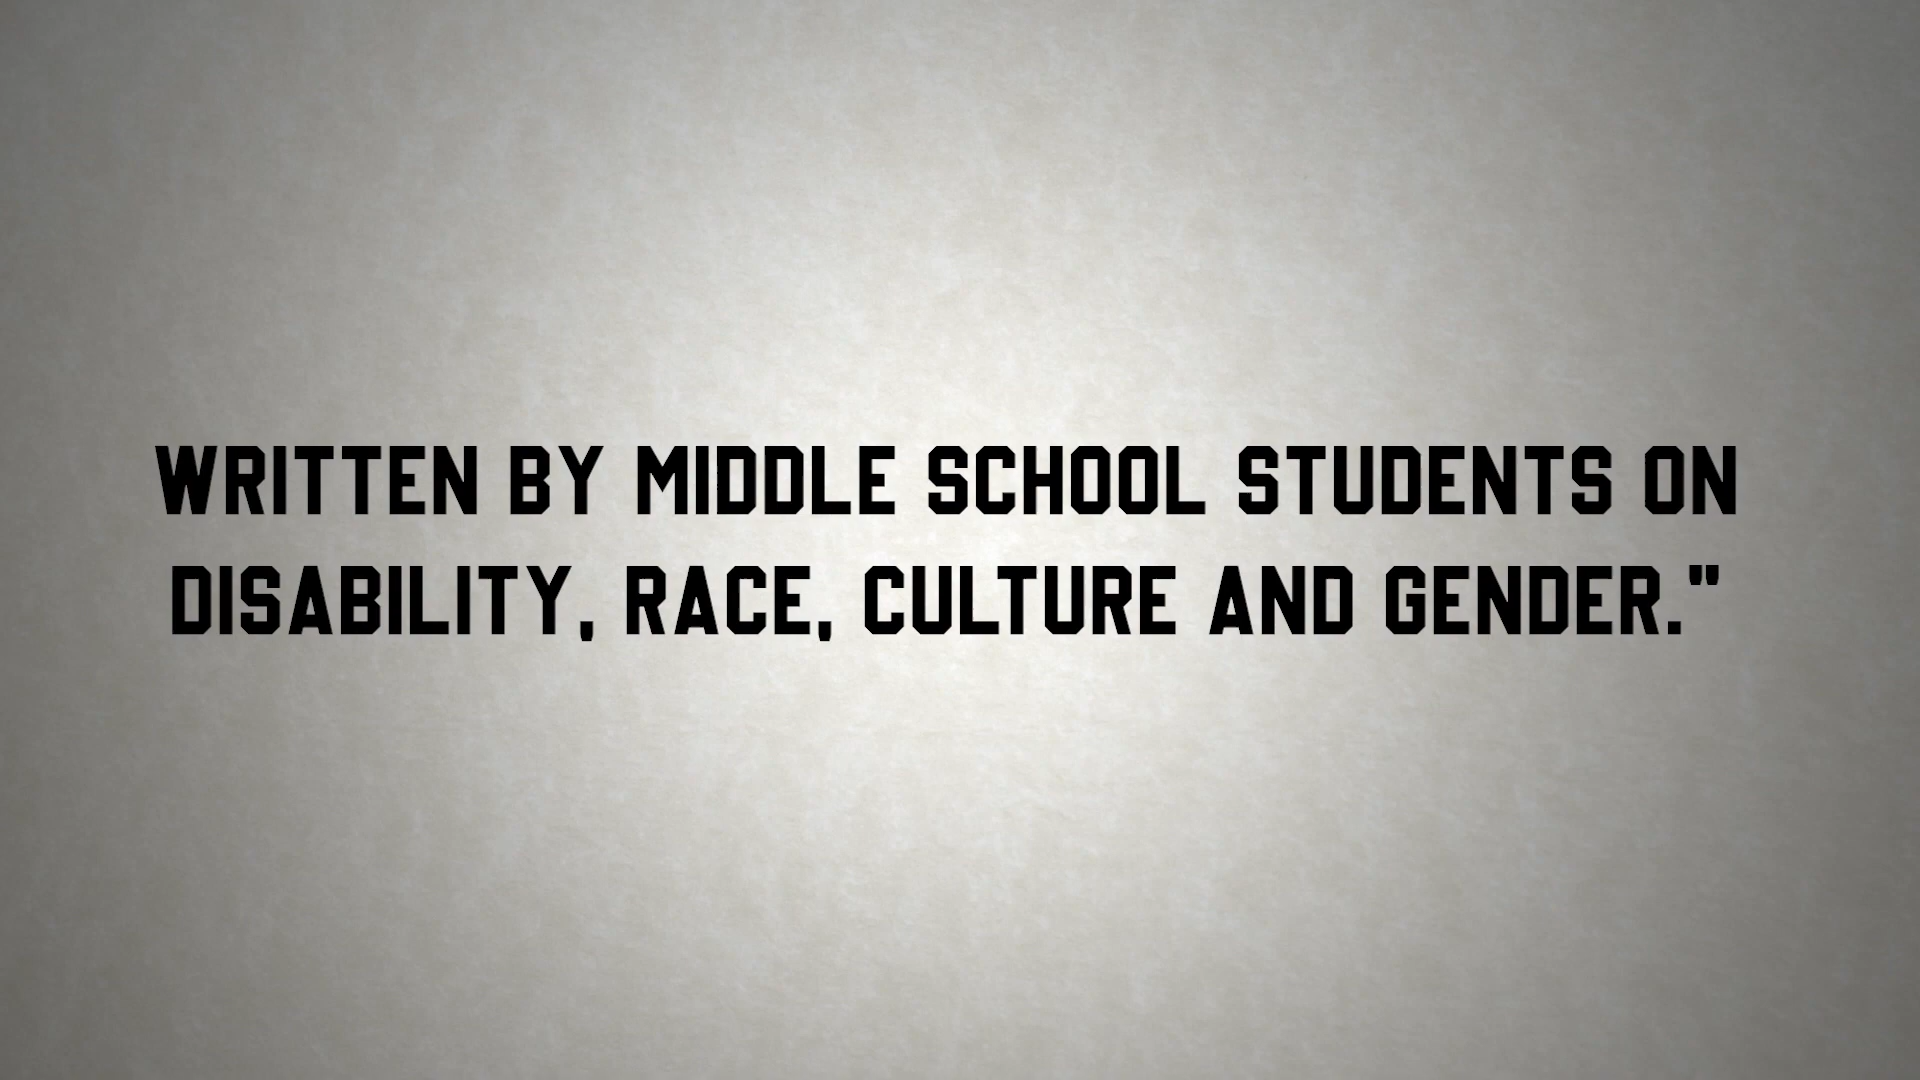 WRITTEN BY MIDDLE SCHOOL STUDENTS ON
DISABILITY, RACE, CULTURE AND GENDER."